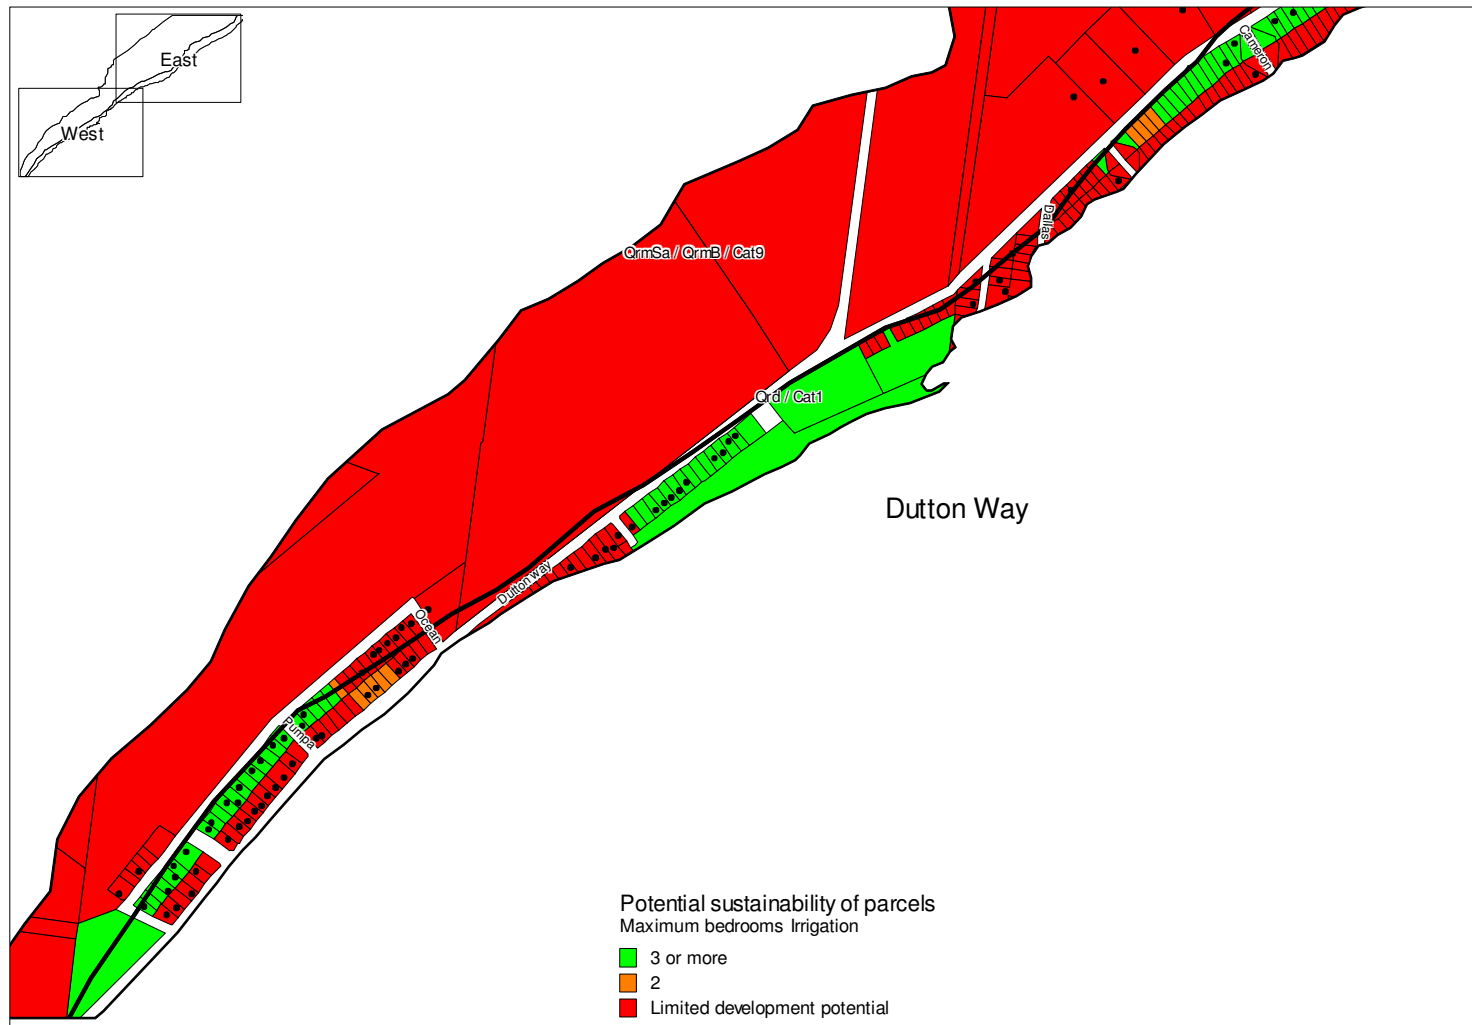 East
West
Cameron
Dallas
QrmSa / QrmB / Cat9
Qrd / Cat1
Dutton Way
Dutton way
Ocean
Pumpa
Potential sustainability of parcels
Maximum bedrooms Irrigation
3 or more
2
Limited development potential